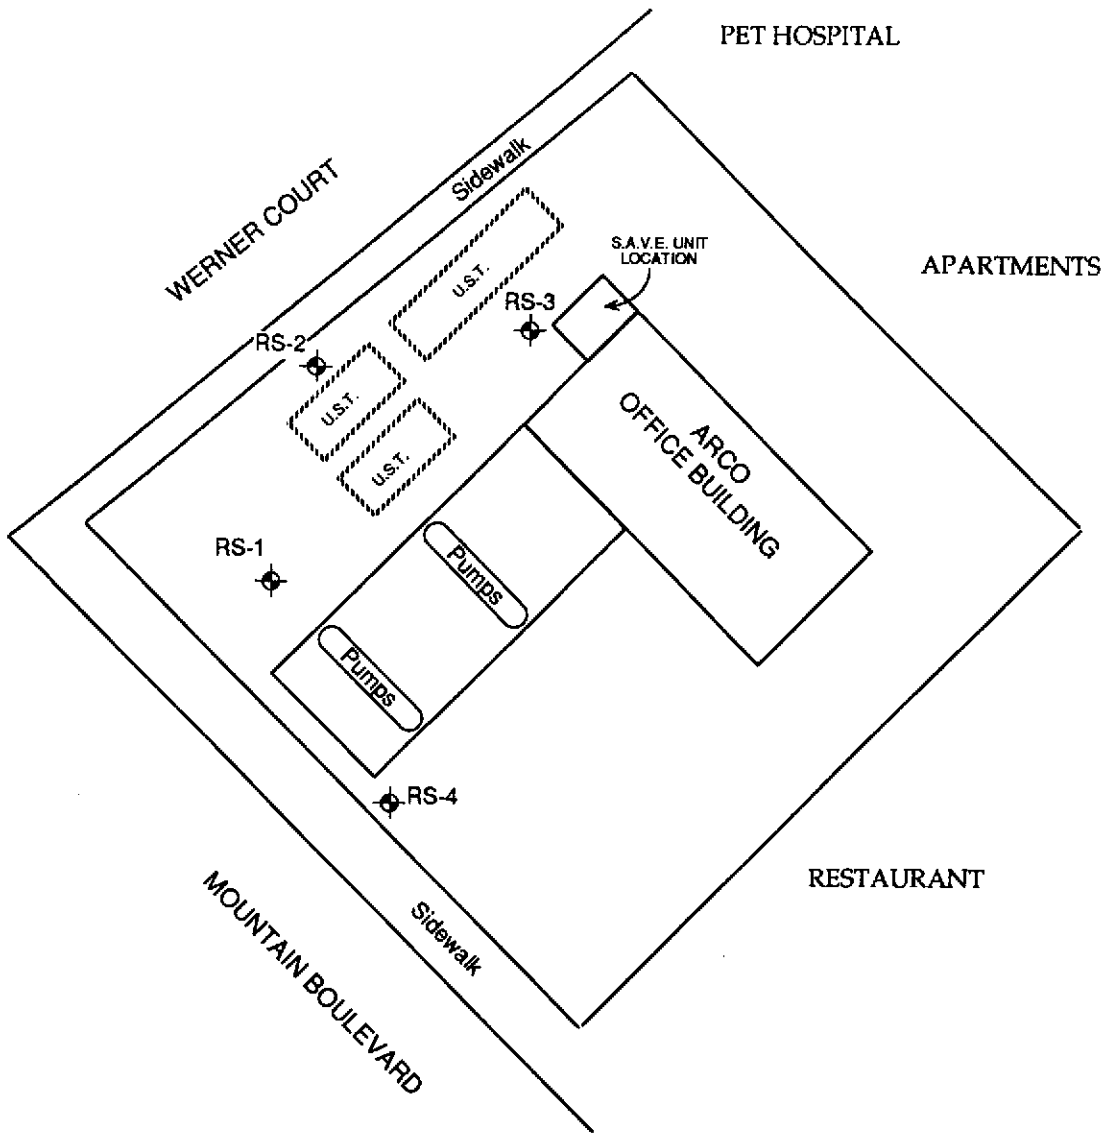 PET HOSPITAL
Sidewalk
WERNER COURT
S.A.V.E. UNIT
LOCATION
APARTMENTS
U.S.T.
RS-3
RS-2
U.S.T.
U.S.T.
ARCO
OFFICE BUILDING
RS-1
Pumps
Pumps
RS-4
RESTAURANT
MOUNTAIN BOULEVARD
Sidewalk